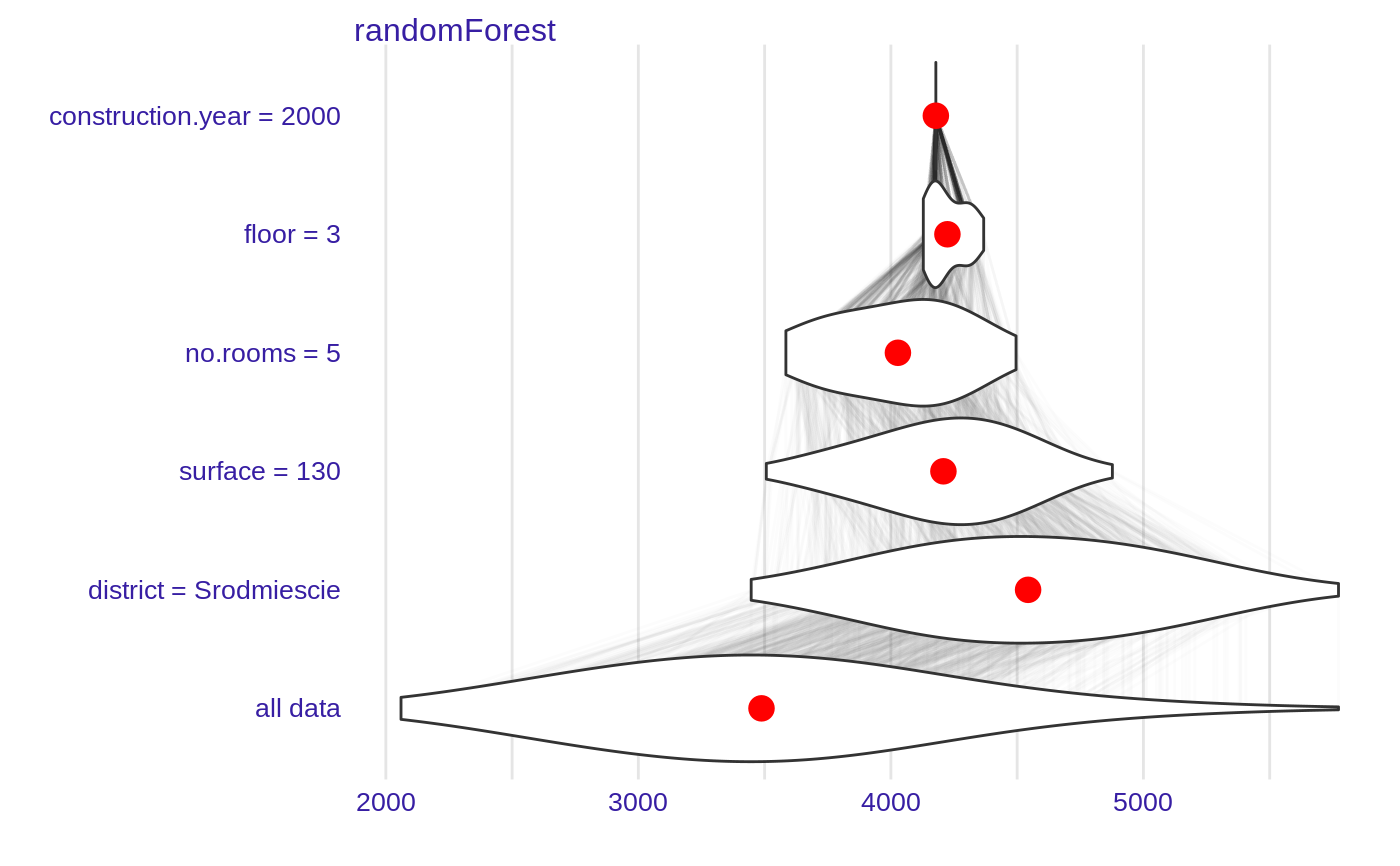 randomForest
construction.year = 2000
floor = 3
no.rooms = 5
surface = 130
district = Srodmiescie
all data
2000 3000 4000 5000